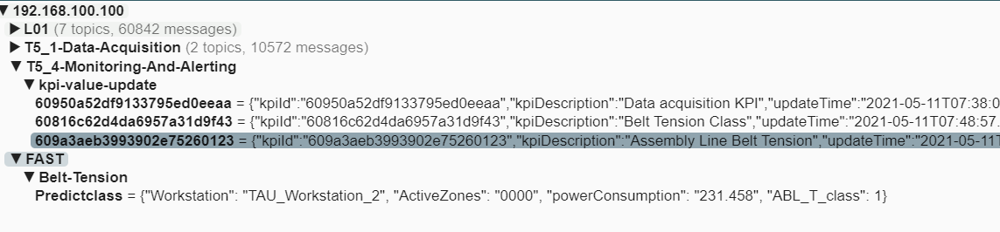 ▼ 192.168.100.100
▶ L01 (7 topics, 60842 messages)
▶ T5_1-Data-Acquisition (2 topics, 10572 messages)
▼ T5_4-Monitoring-And-Alerting
▼ kpi-value-update
60950a52df9133795ed0eeaa = {"kpiId":"60950a52df9133795ed0eeaa","kpiDescription":"Data acquisition KPI","updateTime":"2021-05-11T07:38:0
60816c62d4da6957a31d9f43 = {"kpiId":"60816c62d4da6957a31d9f43","kpiDescription":"Belt Tension Class","updateTime":"2021-05-11T07:48:57.
609a3aeb3993902e75260123 = {"kpiId":"609a3aeb3993902e75260123","kpiDescription":"Assembly Line Belt Tension","updateTime":"2021-05-11T
▼ FAST
▼ Belt-Tension
Predictclass = {"Workstation": "TAU_Workstation_2", "ActiveZones": "0000", "powerConsumption": "231.458", "ABL_T_class": 1}